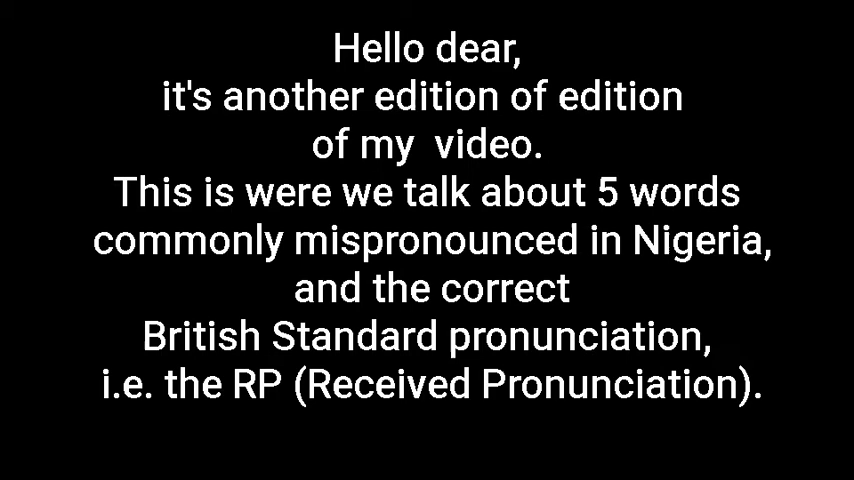 Hello dear,
it's another edition of edition
of my video.
This is were we talk about 5 words
commonly mispronounced in Nigeria,
and the correct
British Standard pronunciation,
i.e. the RP (Received Pronunciation).